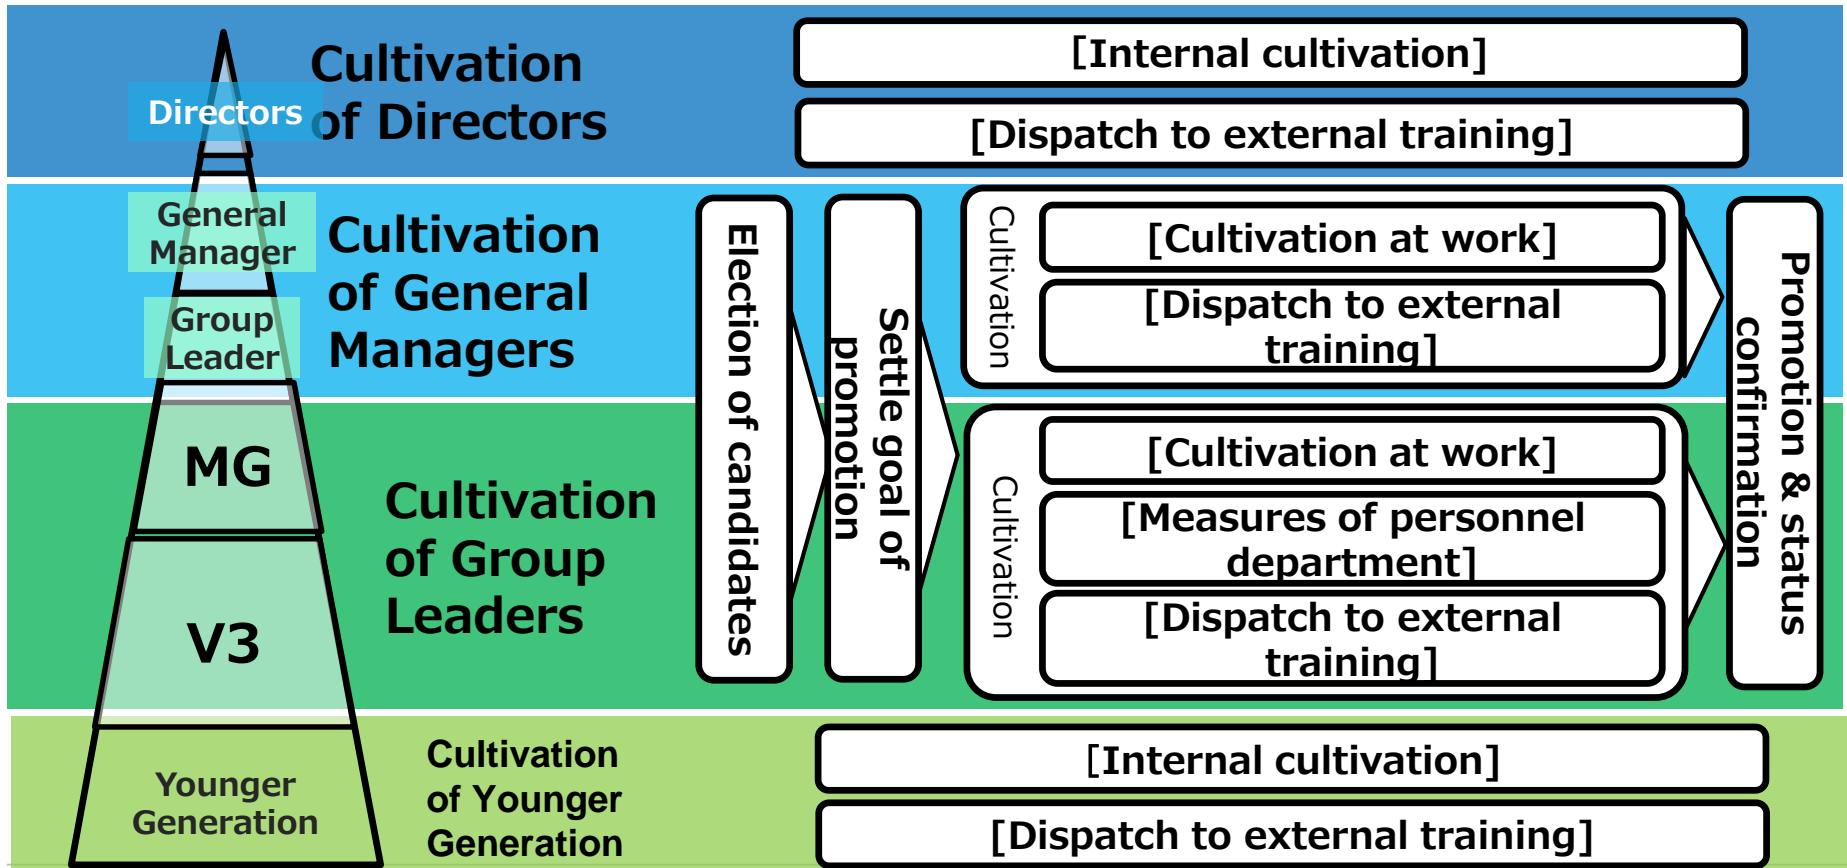 Directors
Cultivation
of Directors
[Internal cultivation]
[Dispatch to external training]
General
Manager
Group
Leader
Cultivation
of General
Managers
Election of candidates
Settle goal of
promotion
Cultivation
[Cultivation at work]
[Dispatch to external
training]
Promotion & status
confirmation
MG
V3
Cultivation
of Group
Leaders
Cultivation
[Cultivation at work]
[Measures of personnel
department]
[Dispatch to external
training]
Younger
Generation
Cultivation
of Younger
Generation
[Internal cultivation]
[Dispatch to external training]